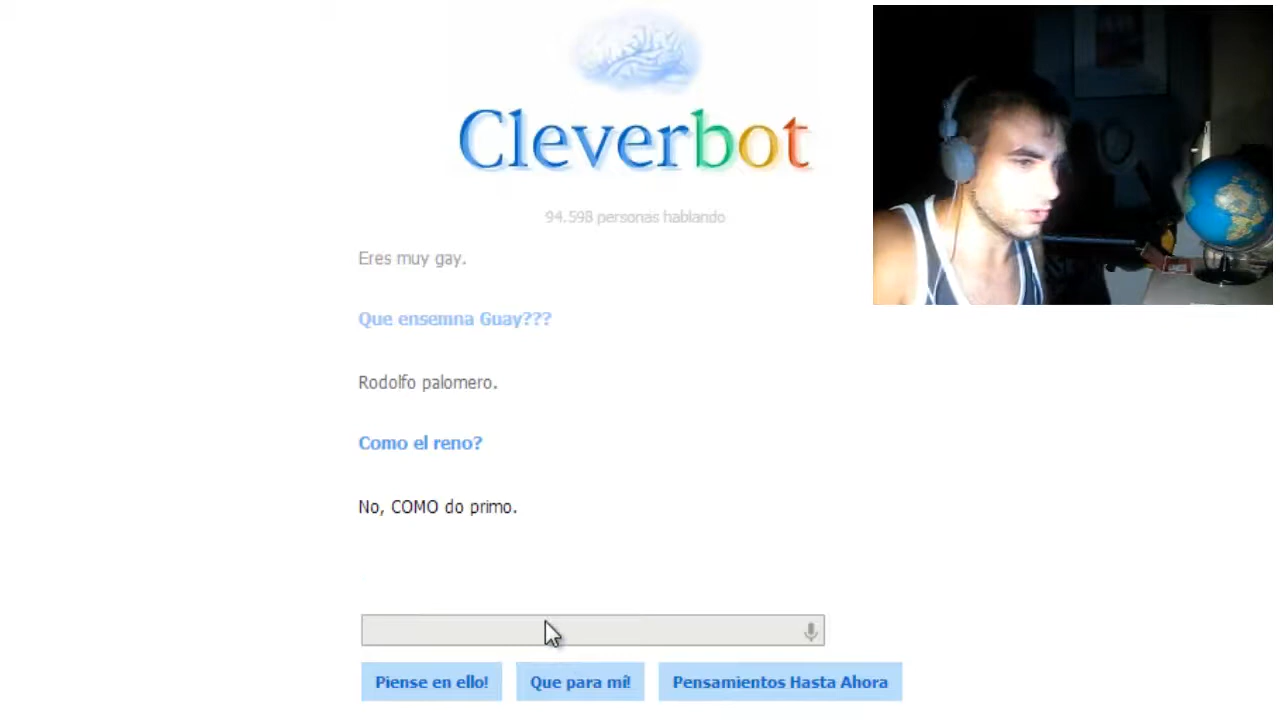 Cleverbot
94.598 personas hablando
Eres muy gay.
Que ensemna Guay???
Rodolfo palomero.
Como el reno?
No, COMO do primo.
Piense en ello!
Que para mí!
Pensamientos Hasta Ahora